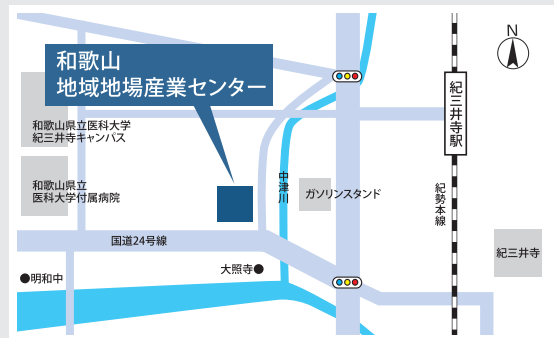 和歌山
地域地場産業センター
N
紀三井寺駅
和歌山県立医科大学
紀三井寺キャンパス
和歌山県立
医科大学付属病院
中津川
ガソリンスタンド
紀勢本線
国道24号線
紀三井寺
大照寺●
●明和中